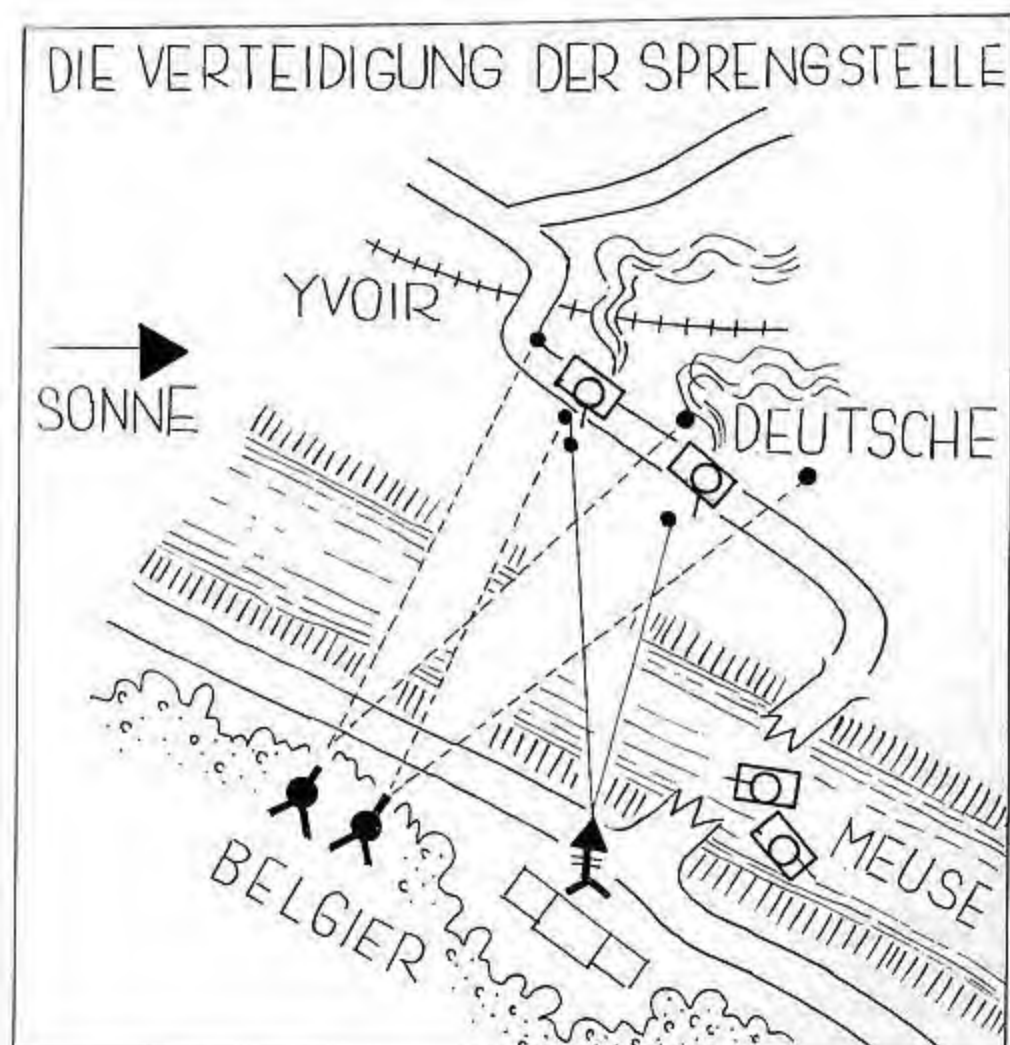 DIE VERTEIDIGUNG DER SPRENGSTELLE
YVOIR
SONNE
DEUTSCHE
MEUSE
BELGIER